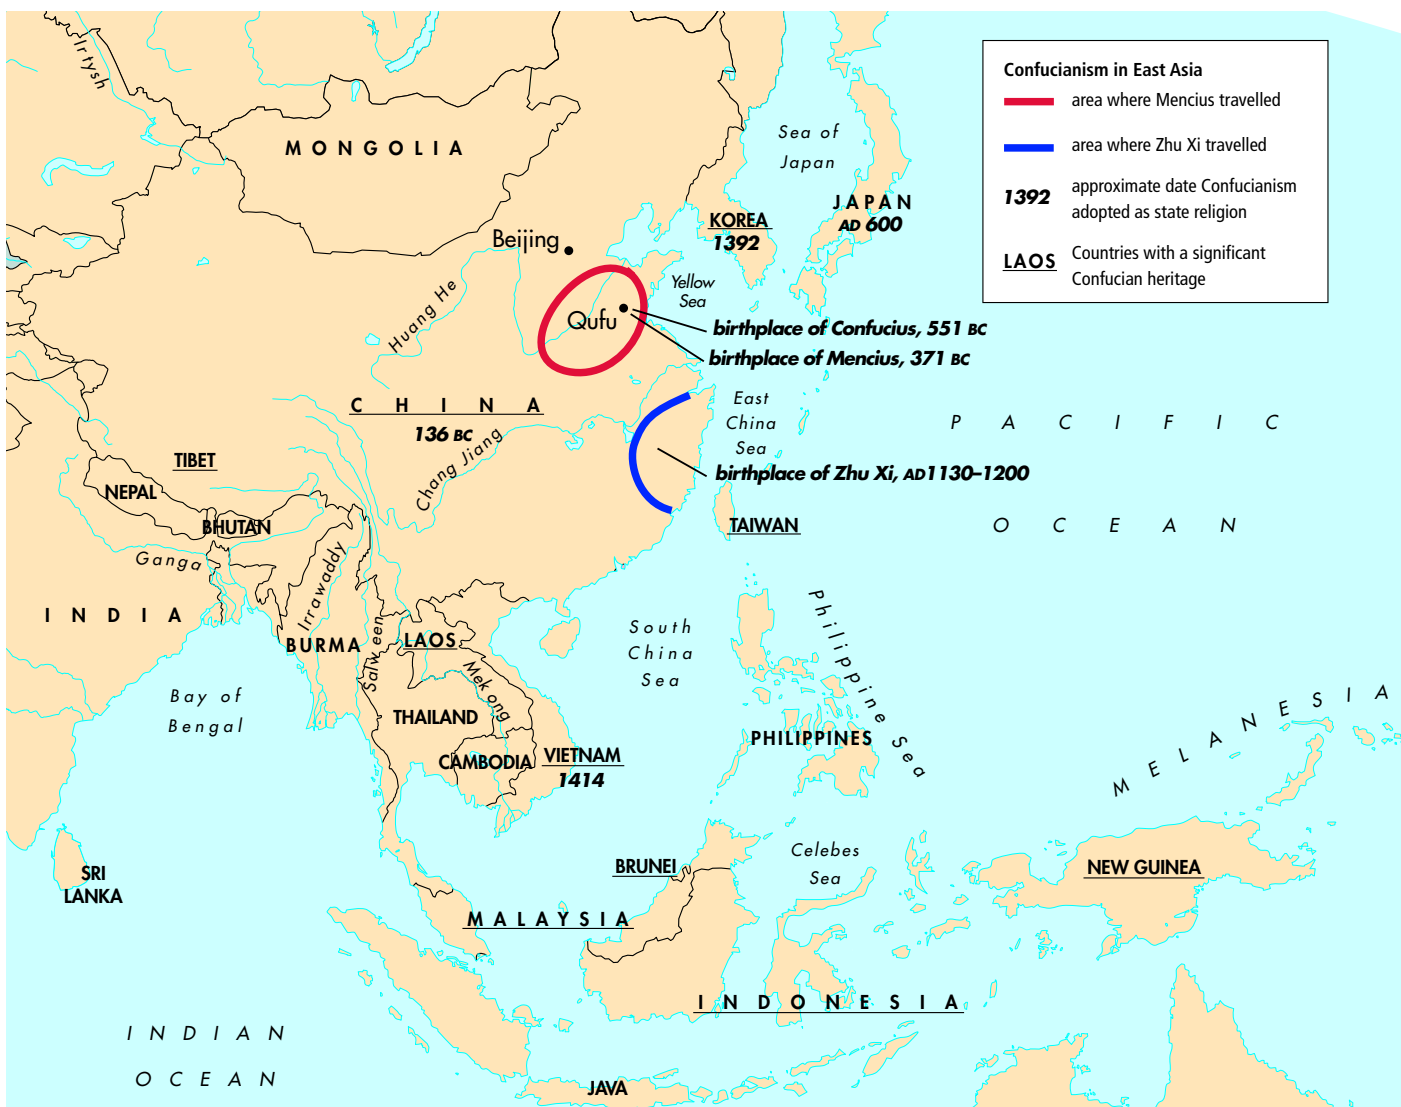 Confucianism in East Asia
area where Mencius travelled
area where Zhu Xi travelled
1392
approximate date Confucianism
adopted as state religion
LAOS
Countries with a significant
Confucian heritage
Irtysh
MONGOLIA
Sea of
Japan
JAPAN
AD 600
KOREA
1392
Beijing
Yellow
Sea
Huang He
Qufu
birthplace of Confucius, 551 BC
birthplace of Mencius, 371 BC
CHINA
136 BC
East
China
Sea
PACIFIC
OCEAN
Chang Jiang
TIBET
birthplace of Zhu Xi, AD1130–1200
NEPAL
BHUTAN
TAIWAN
Ganga
Irrawaddy
INDIA
BURMA
Salw een
LAOS
South
China
Sea
Philippine Sea
Mek ong
Bay of
Bengal
THAILAND
CAMBODIA
VIETNAM
1414
PHILIPPINES
MELANESIA
SRI
LANKA
BRUNEI
Celebes
Sea
NEW GUINEA
MALAYSIA
INDONESIA
INDIAN
OCEAN
JAVA